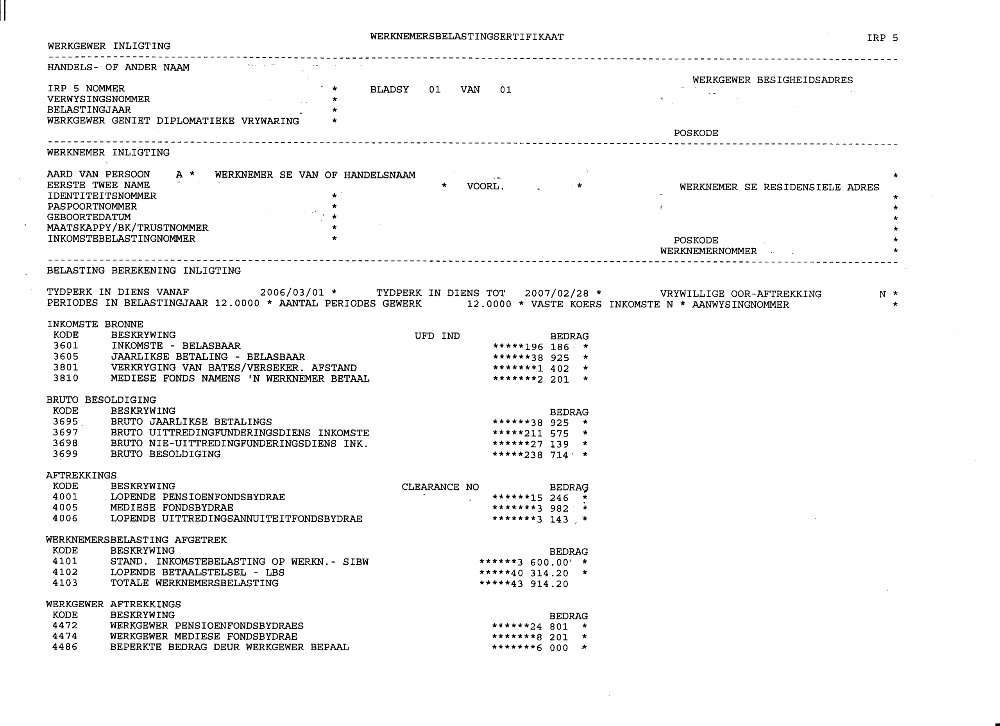 WERKNEMERSBELASTINGSERTIFIKAAT IRP 5
WERKGEWER INLIGTING
HANDELS- OF ANDER NAAM
WERKGEWER BESIGHEIDSADRES
IRP 5 NOMMER * BLADSY 01 VAN 01
VERWYSINGSNOMMER *
BELASTINGJAAR *
WERKGEWER GENIET DIPLOMATIEKE VRYWARING *
POSKODE
WERKNEMER INLIGTING
AARD VAN PERSOON A * WERKNEMER SE VAN OF HANDELSNAAM *
EERSTE TWEE NAME * VOORL. * WERKNEMER SE RESIDENSIELE ADRES
IDENTITEITSNOMMER * *
PASPOORTNOMMER * *
GEBOORTEDATUM * *
MAATSKAPPY/BK/TRUSTNOMMER * *
INKOMSTEBELASTINGNOMMER * POSKODE *
WERKNEMERNOMMER *
BELASTING BEREKENING INLIGTING
TYDPERK IN DIENS VANAF 2006/03/01 * TYDPERK IN DIENS TOT 2007/02/28 * VRYWILLIGE OOR-AFTREKKING N *
PERIODES IN BELASTINGJAAR 12.0000 * AANTAL PERIODES GEWERK 12.0000 * VASTE KOERS INKOMSTE N * AANWYSINGNOMMER *
INKOMSTE BRONNE
KODE BESKRYWING UFD IND BEDRAG
3601 INKOMSTE - BELASBAAR *****196 186 *
3605 JAARLIKSE BETALING - BELASBAAR ******38 925 *
3801 VERKRYGING VAN BATES/VERSEKER. AFSTAND *******1 402 *
3810 MEDIESE FONDS NAMENS 'N WERKNEMER BETAAL *******2 201 *
BRUTO BESOLDIGING
KODE BESKRYWING BEDRAG
3695 BRUTO JAARLIKSE BETALINGS ******38 925 *
3697 BRUTO UITTREDINGFUNDERINGSDIENS INKOMSTE *****211 575 *
3698 BRUTO NIE-UITTREDINGFUNDERINGSDIENS INK. ******27 139 *
3699 BRUTO BESOLDIGING *****238 714 *
AFTREKKINGS
KODE BESKRYWING CLEARANCE NO BEDRAG
4001 LOPENDE PENSIOENFONDSBYDRAE ******15 246 *
4005 MEDIESE FONDSBYDRAE *******3 982 *
4006 LOPENDE UITTREDINGSANNUITEITFONDSBYDRAE *******3 143 *
WERKNEMERSBELASTING AFGETREK
KODE BESKRYWING BEDRAG
4101 STAND. INKOMSTEBELASTING OP WERKN.- SIBW ******3 600.00 *
4102 LOPENDE BETAALSTELSEL - LBS *****40 314.20 *
4103 TOTALE WERKNEMERSBELASTING *****43 914.20
WERKGEWER AFTREKKINGS
KODE BESKRYWING BEDRAG
4472 WERKGEWER PENSIOENFONDSBYDRAES ******24 801 *
4474 WERKGEWER MEDIESE FONDSBYDRAE *******8 201 *
4486 BEPERKTE BEDRAG DEUR WERKGEWER BEPAAL *******6 000 *